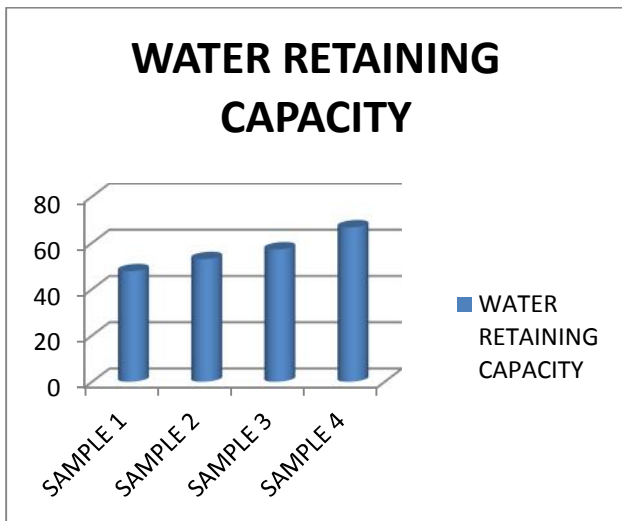 WATER RETAINING
CAPACITY
80
60
40
20
0
SAMPLE 1
SAMPLE 2
SAMPLE 3
SAMPLE 4
WATER
RETAINING
CAPACITY